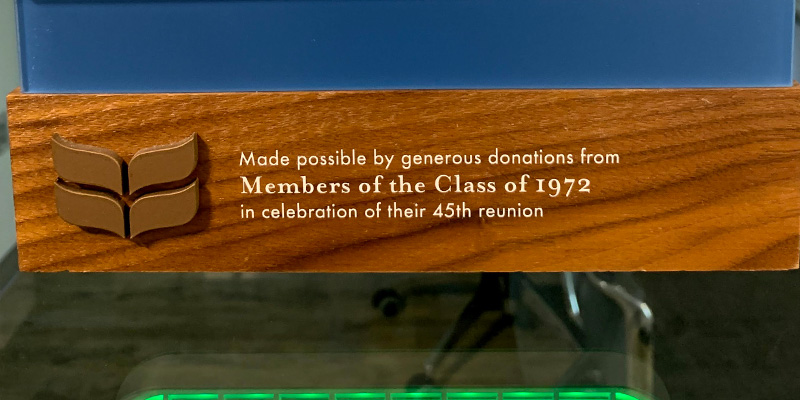 Made possible by generous donations from
Members of the Class of 1972
in celebration of their 45th reunion